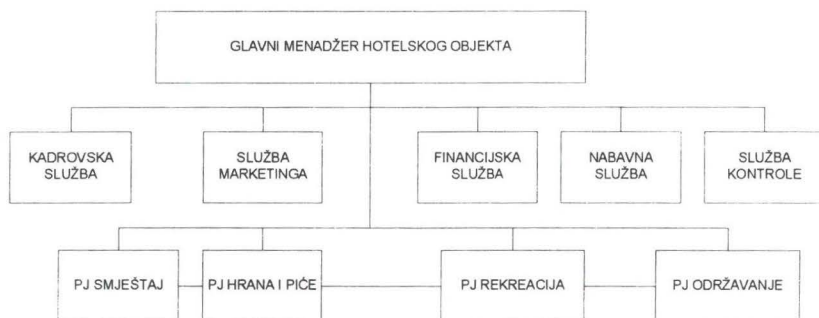 GLAVNI MENADŽER HOTELSKOG OBJEKTA
KADROVSKA
SLUŽBA
SLUŽBA
MARKETINGA
FINANCIJSKA
SLUŽBA
NABAVNA
SLUŽBA
SLUŽBA
KONTROLE
PJ SMJEŠTAJ
PJ HRANA I PIĆE
PJ REKREACIJA
PJ ODRŽAVANJE